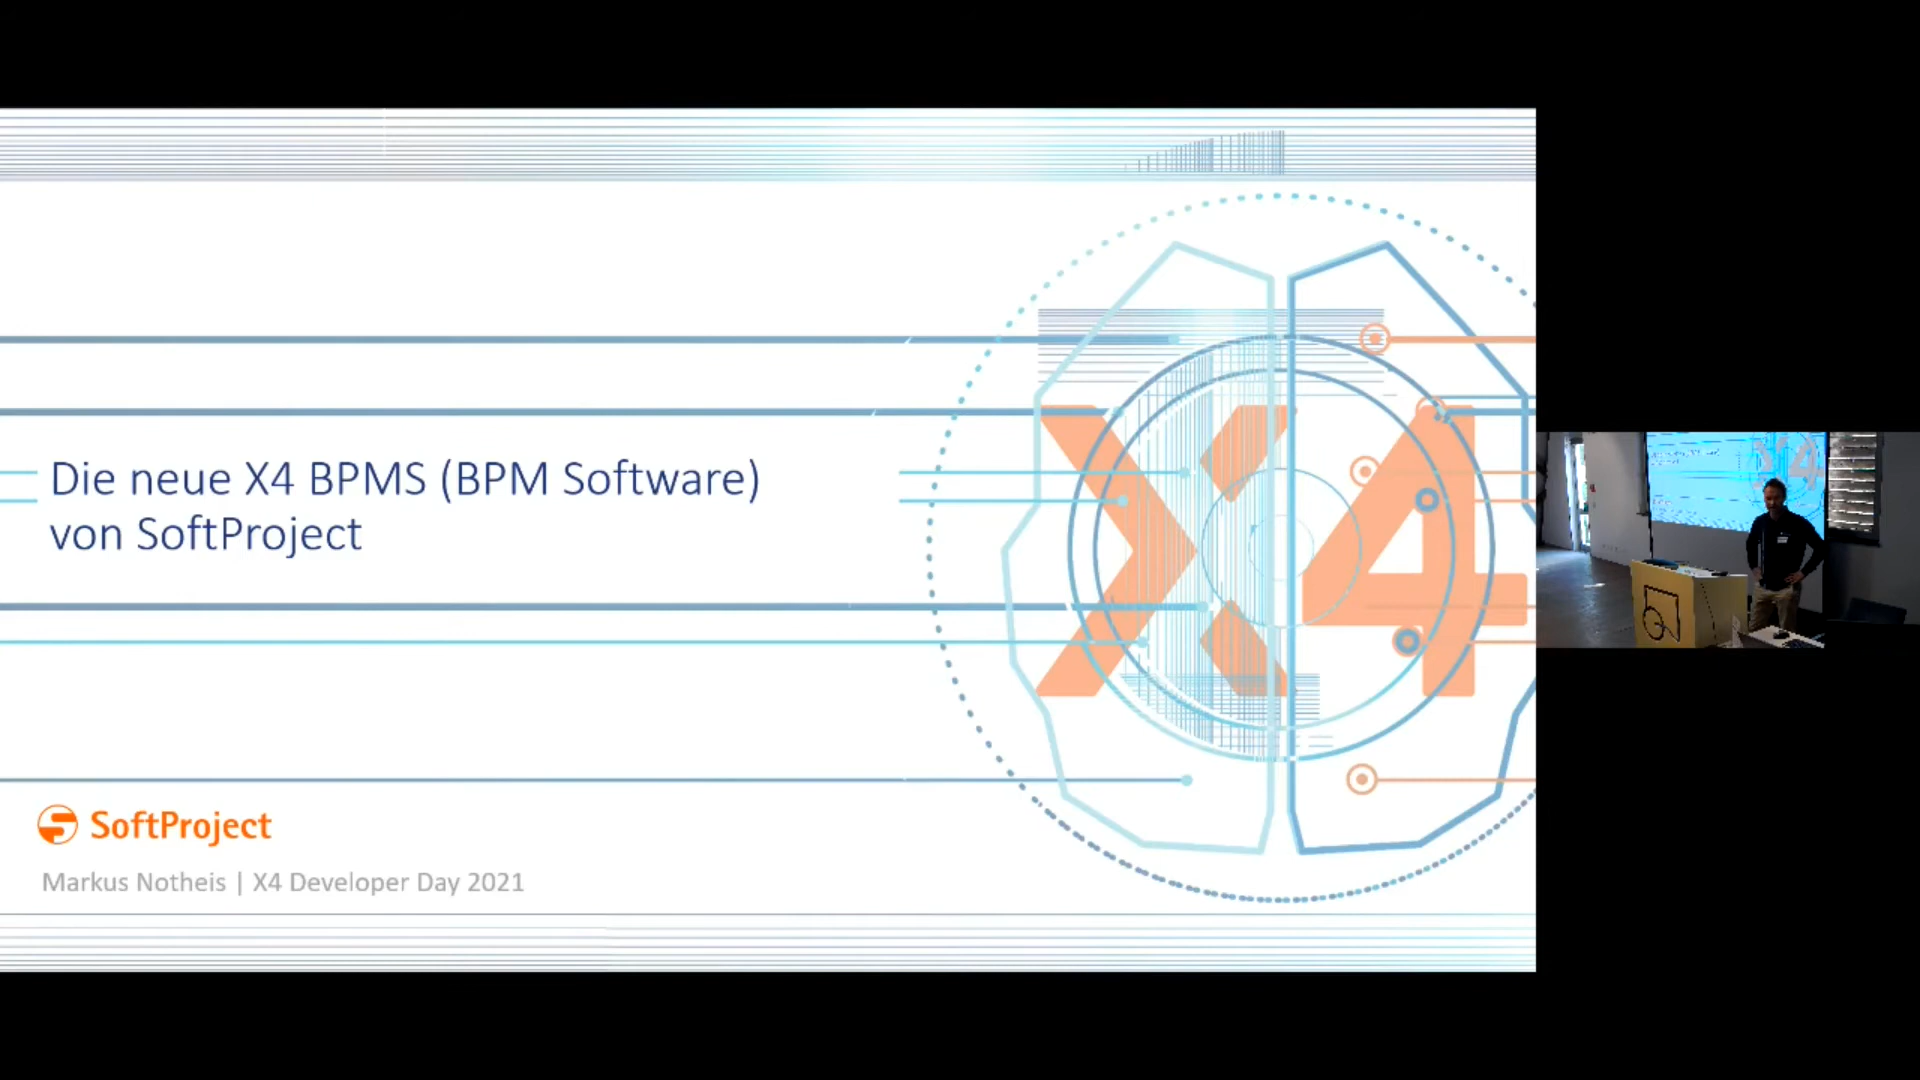 Die neue X4 BPMS (BPM Software)
von SoftProject
X4
SoftProject
Markus Notheis | X4 Developer Day 2021